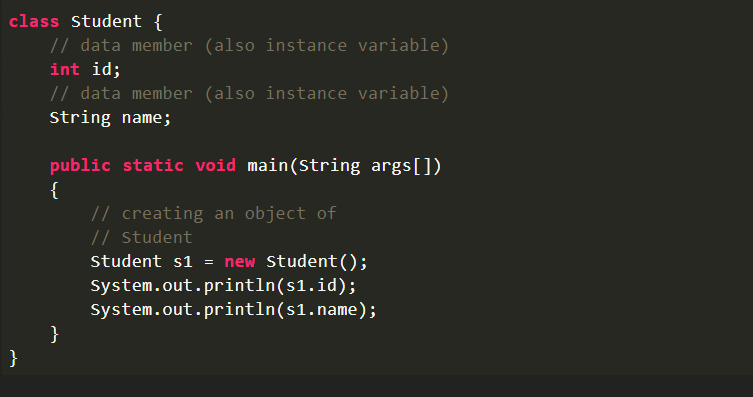 class Student {
    // data member (also instance variable)
    int id;
    // data member (also instance variable)
    String name;

    public static void main(String args[])
    {
        // creating an object of
        // Student
        Student s1 = new Student();
        System.out.println(s1.id);
        System.out.println(s1.name);
    }
}